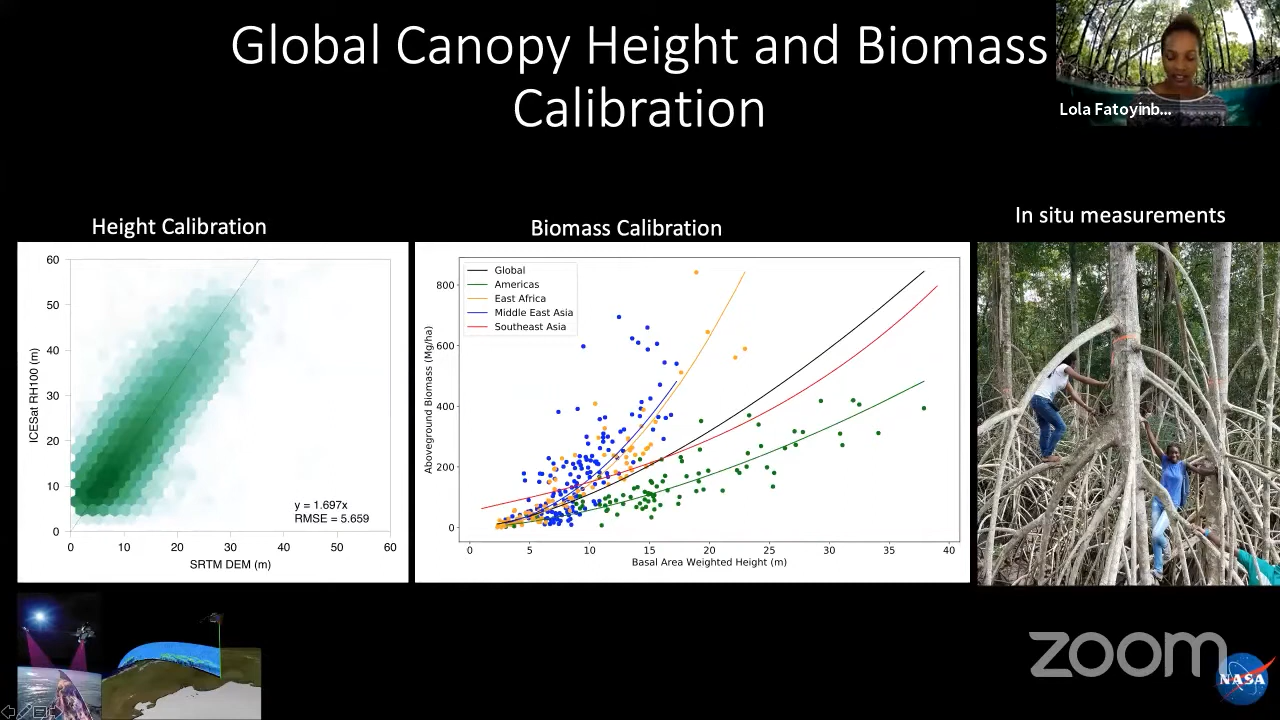 Global Canopy Height and Biomass
Calibration
Lola Fatoyinb...
Height Calibration
Biomass Calibration
In situ measurements
60
50
40
30
20
10
0
ICESat RH100 (m)
y = 1.697x
RMSE = 5.659
0
10
20
30
40
50
60
SRTM DEM (m)
Global
Americas
East Africa
Middle East Asia
Southeast Asia
800
600
400
200
0
Aboveground Biomass (Mg/ha)
0
5
10
15
20
25
30
35
40
Basal Area Weighted Height (m)
zoom
NASA